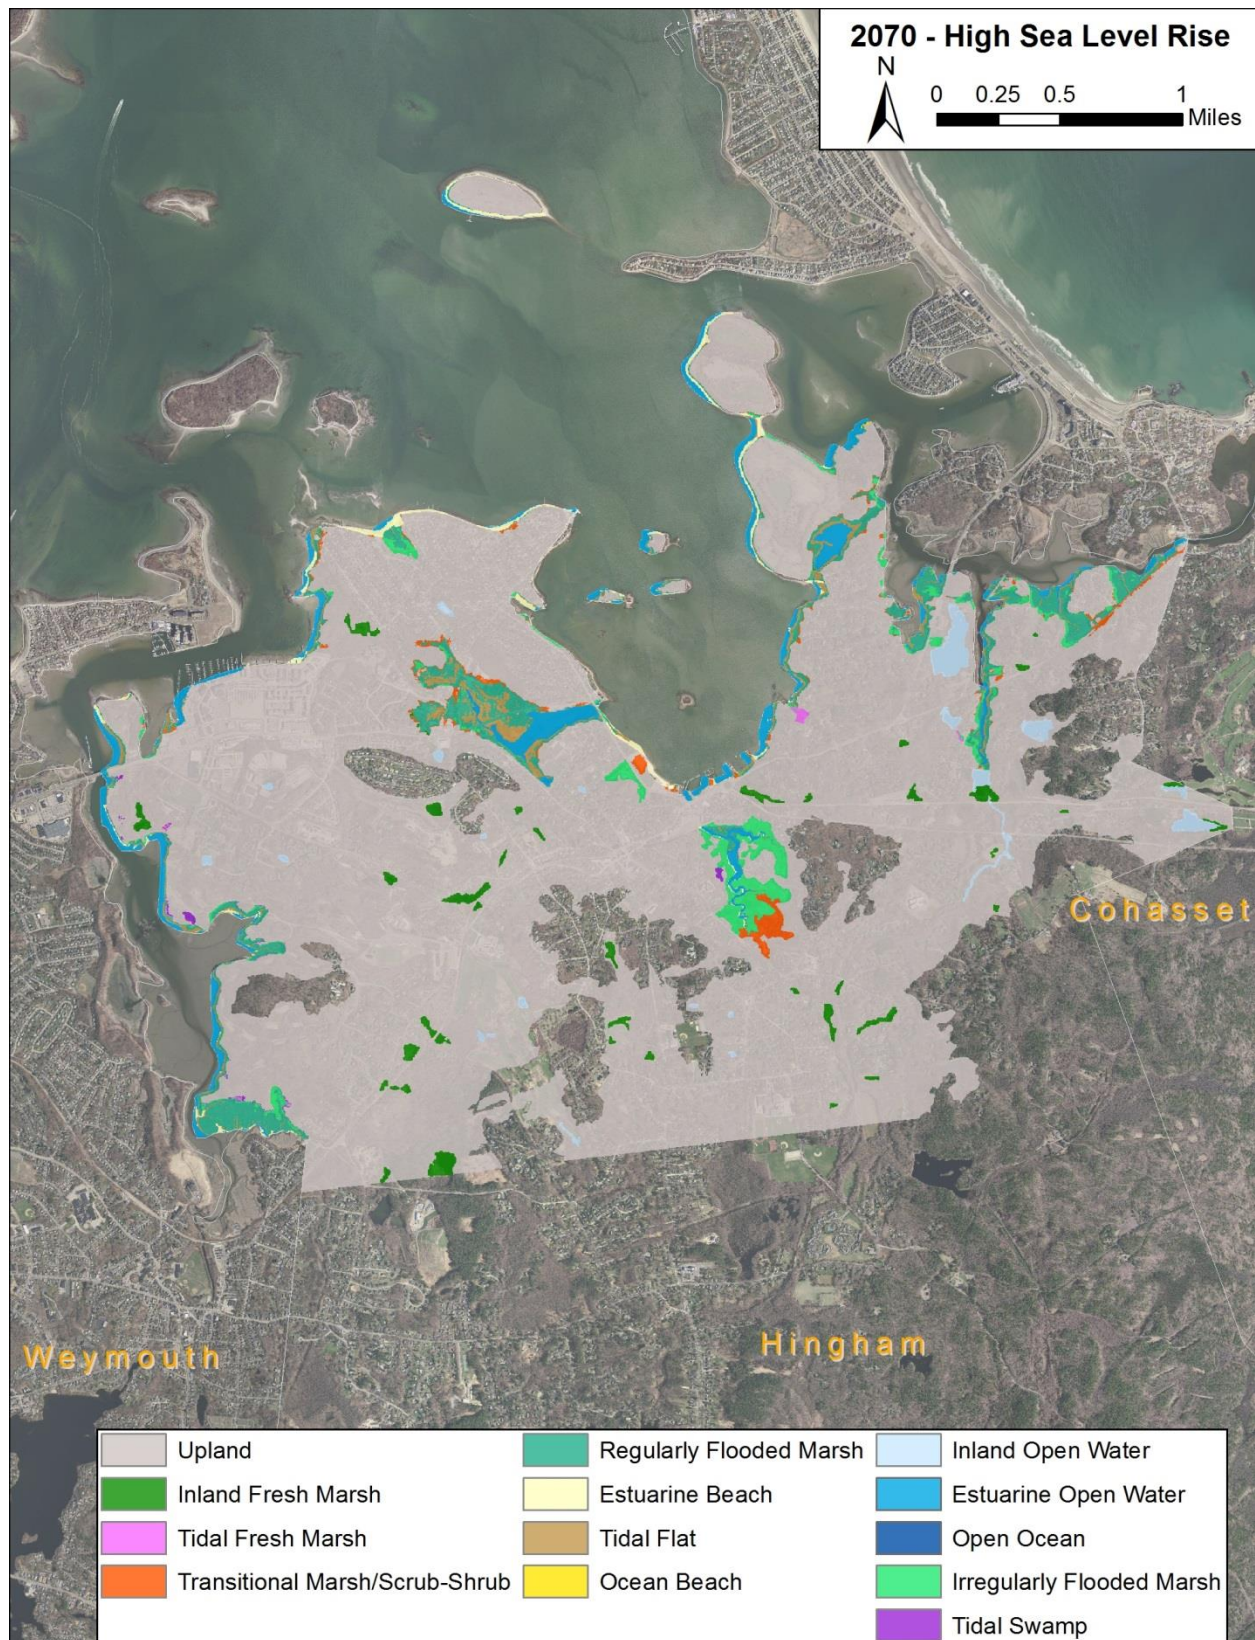 2070 - High Sea Level Rise
N
0 0.25 0.5 1
Miles
Cohasset
Weymouth
Hingham
Upland
Inland Fresh Marsh
Tidal Fresh Marsh
Transitional Marsh/Scrub-Shrub
Regularly Flooded Marsh
Estuarine Beach
Tidal Flat
Ocean Beach
Inland Open Water
Estuarine Open Water
Open Ocean
Irregularly Flooded Marsh
Tidal Swamp